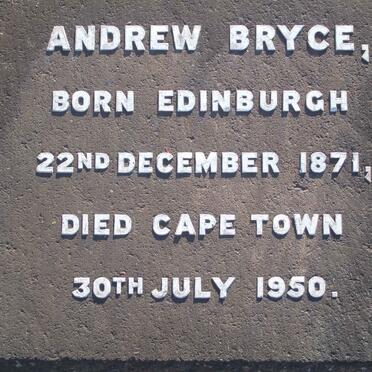 ANDREW BRYCE,
BORN EDINBURGH
22ND DECEMBER 1871,
DIED CAPE TOWN
30TH JULY 1950.